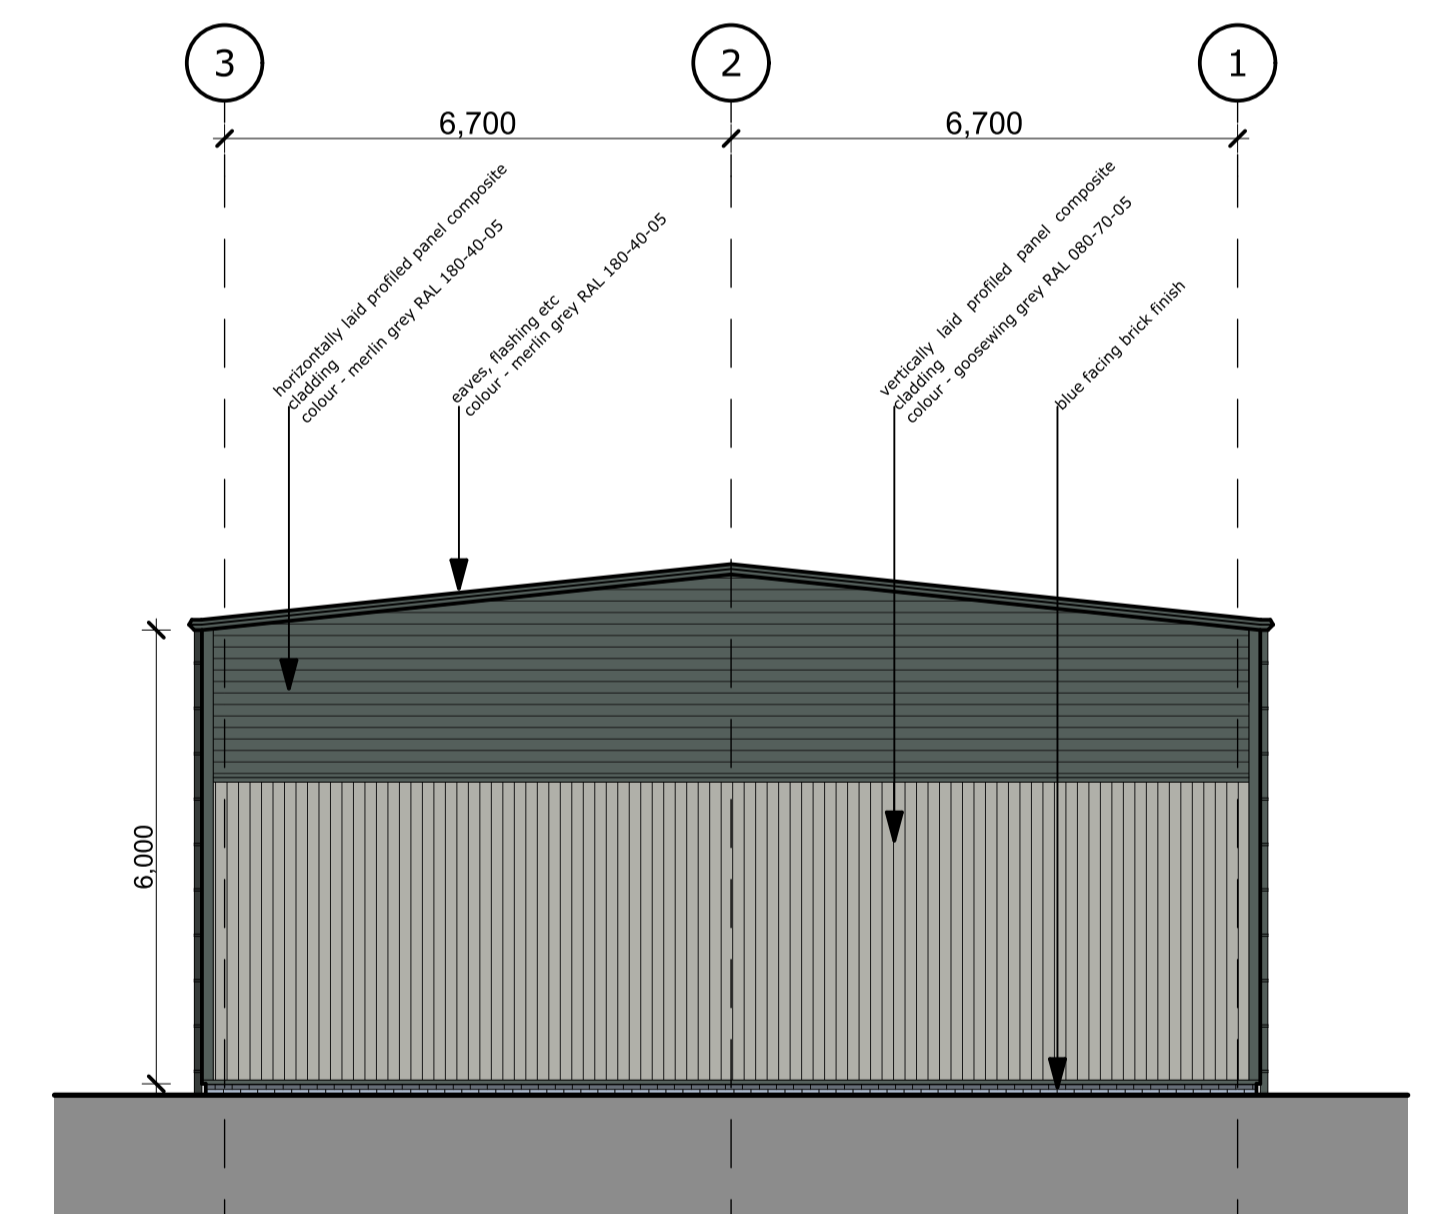 3
2
1
6,700
6,700
horizontally laid profiled panel composite
cladding
colour - merlin grey RAL 180-40-05
eaves, flashing etc
colour - merlin grey RAL 180-40-05
vertically laid profiled panel composite
cladding
colour - goosewing grey RAL 080-70-05
blue facing brick finish
6,000